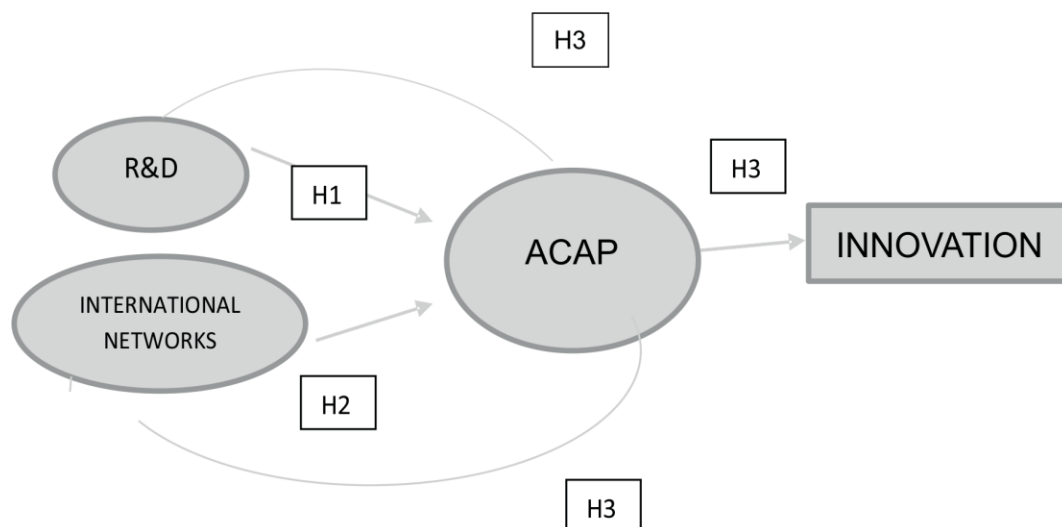 H3
R&D
H1
H3
ACAP
INNOVATION
INTERNATIONAL
NETWORKS
H2
H3